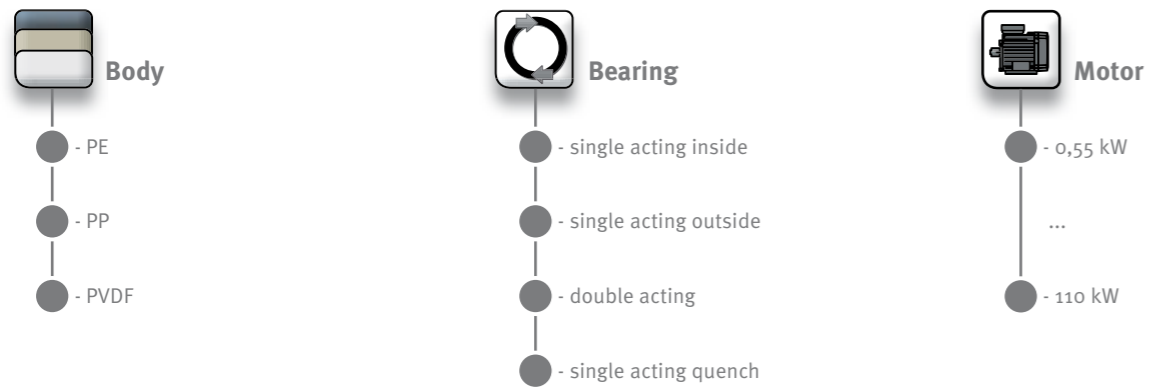 Body
- PE
- PP
- PVDF
Bearing
- single acting inside
- single acting outside
- double acting
- single acting quench
Motor
- 0,55 kW
...
- 110 kW